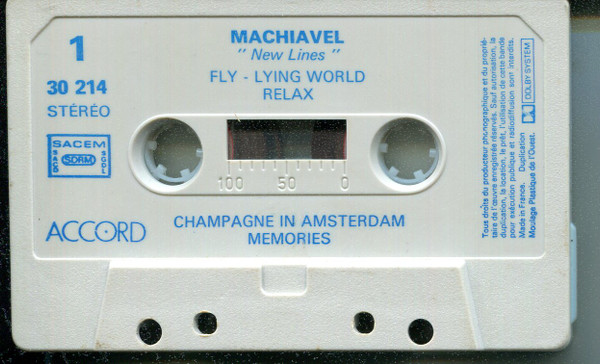 1
30 214
STÉRÉO
MACHIAVEL
" New Lines "
FLY - LYING WORLD
RELAX
SACEM
SACD
SDRM
SGDL
100 50 0
ACCORD
CHAMPAGNE IN AMSTERDAM
MEMORIES
Tous droits du producteur phonographique et du proprié-
taire de l'œuvre enregistrée réservés. Sauf autorisation, la
duplication, la location, le prêt, l'utilisation de cette bande
pour exécution publique et radiodiffusion sont interdits.
Made in France. Duplication
Moulage Plastique de l'Ouest.
DOLBY SYSTEM